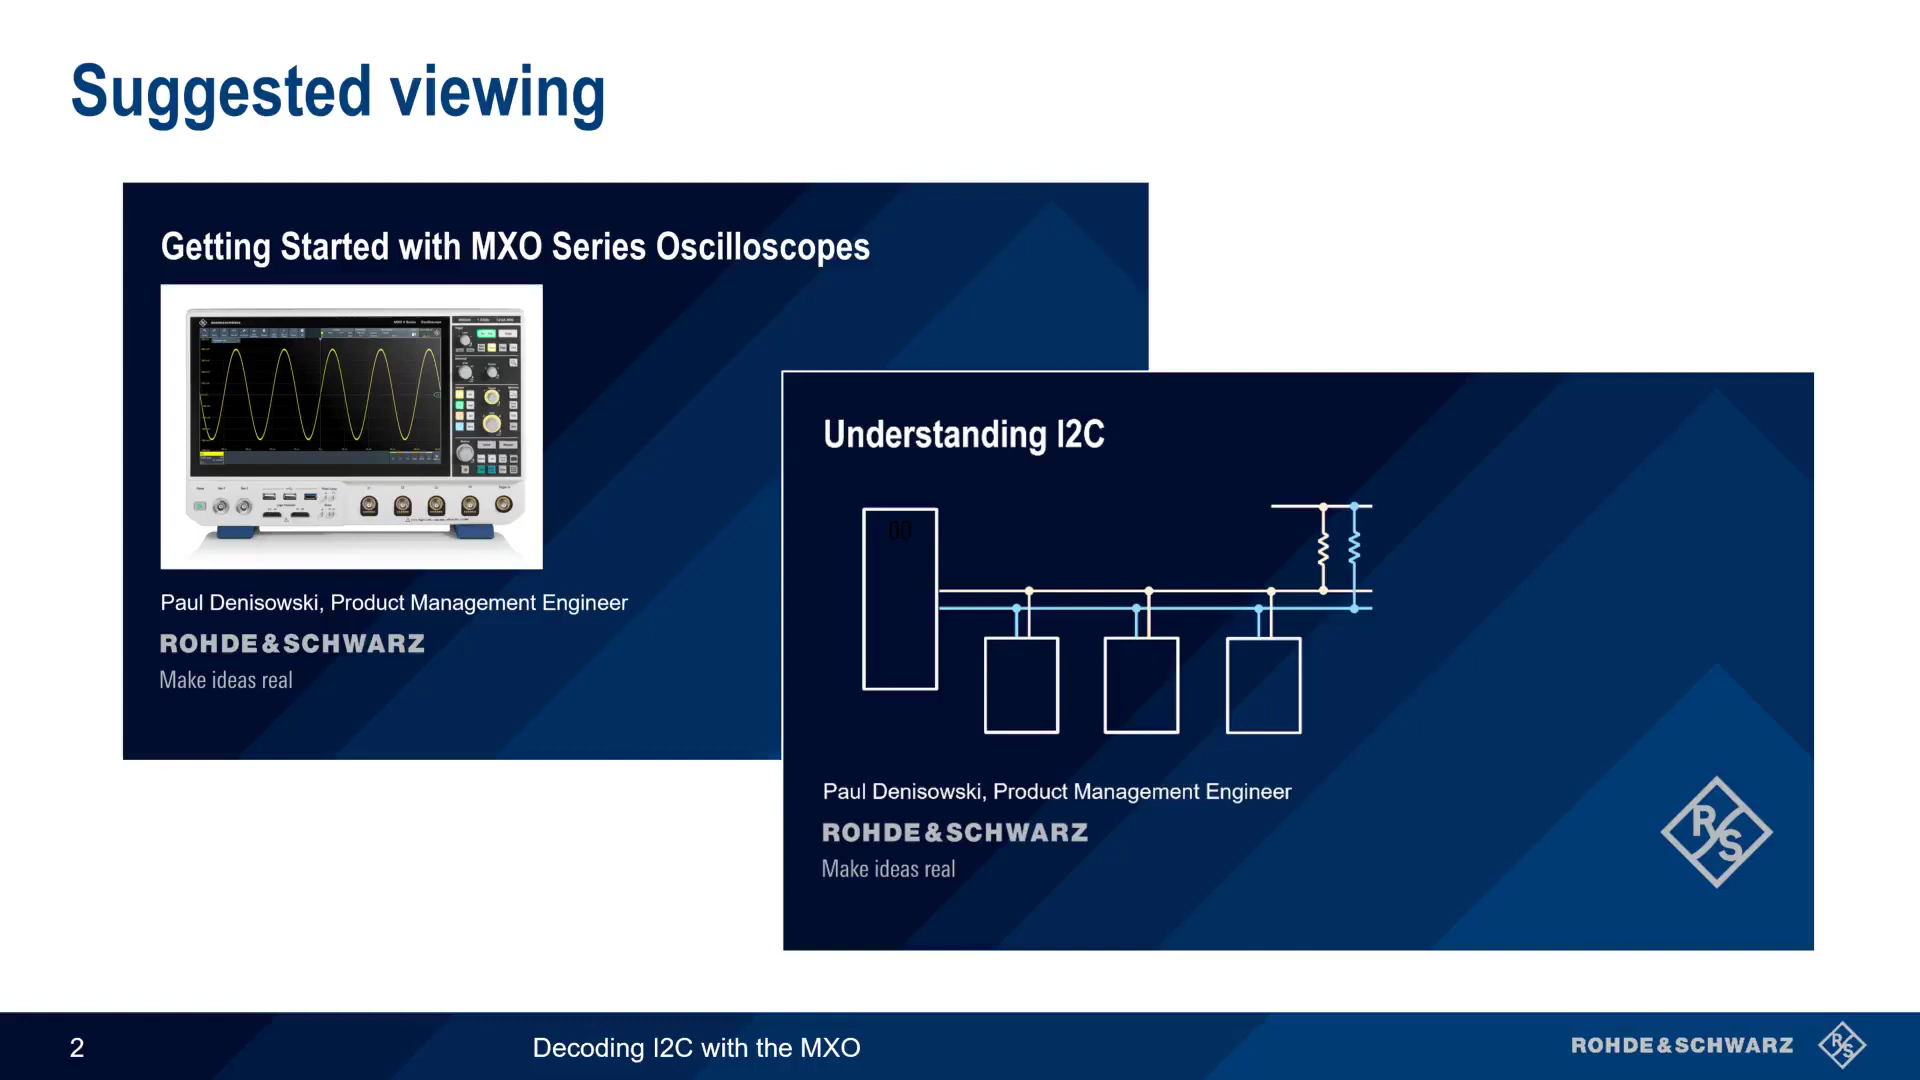 Suggested viewing
Getting Started with MXO Series Oscilloscopes
Paul Denisowski, Product Management Engineer
ROHDE&SCHWARZ
Make ideas real
Understanding I2C
00
Paul Denisowski, Product Management Engineer
ROHDE&SCHWARZ
Make ideas real
R S
2
Decoding I2C with the MXO
ROHDE&SCHWARZ
R S